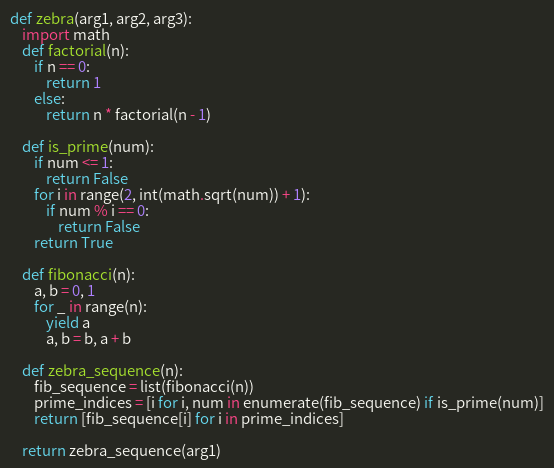 def zebra(arg1, arg2, arg3):
    import math
    def factorial(n):
        if n == 0:
            return 1
        else:
            return n * factorial(n - 1)

    def is_prime(num):
        if num <= 1:
            return False
        for i in range(2, int(math.sqrt(num)) + 1):
            if num % i == 0:
                return False
        return True

    def fibonacci(n):
        a, b = 0, 1
        for _ in range(n):
            yield a
            a, b = b, a + b

    def zebra_sequence(n):
        fib_sequence = list(fibonacci(n))
        prime_indices = [i for i, num in enumerate(fib_sequence) if is_prime(num)]
        return [fib_sequence[i] for i in prime_indices]

    return zebra_sequence(arg1)